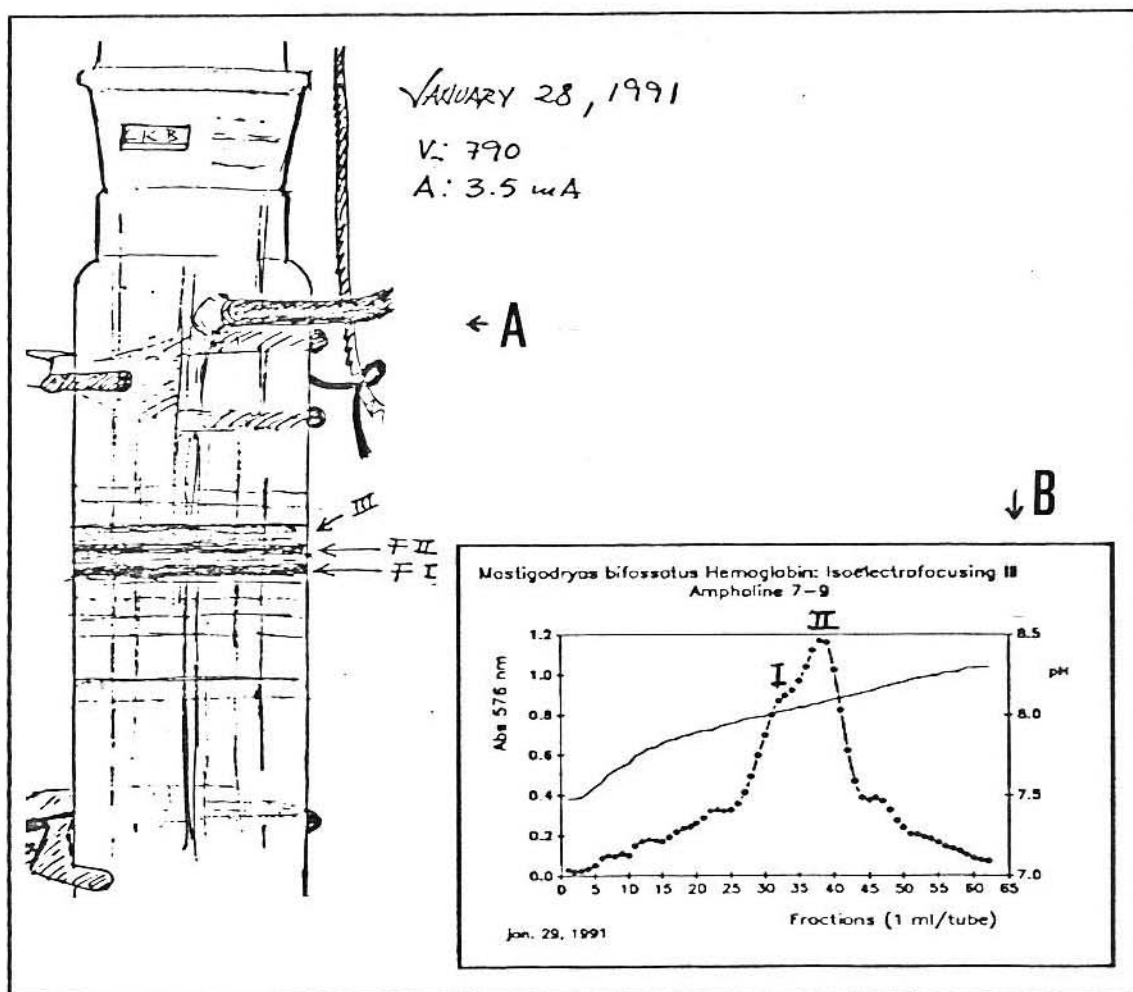 JANUARY 28, 1991
LKB
V: 790
A: 3.5 mA
← A
III
F II
F I
↓ B
Mastigodryas bifossatus Hemoglobin: Isoelectrofocusing III
Ampholine 7-9
II
I
1.2
1.0
0.8
0.6
0.4
0.2
0.0
Abs 576 nm
8.5
8.0
7.5
7.0
pH
0 5 10 15 20 25 30 35 40 45 50 55 60 65
Fractions (1 ml/tube)
jan. 29, 1991